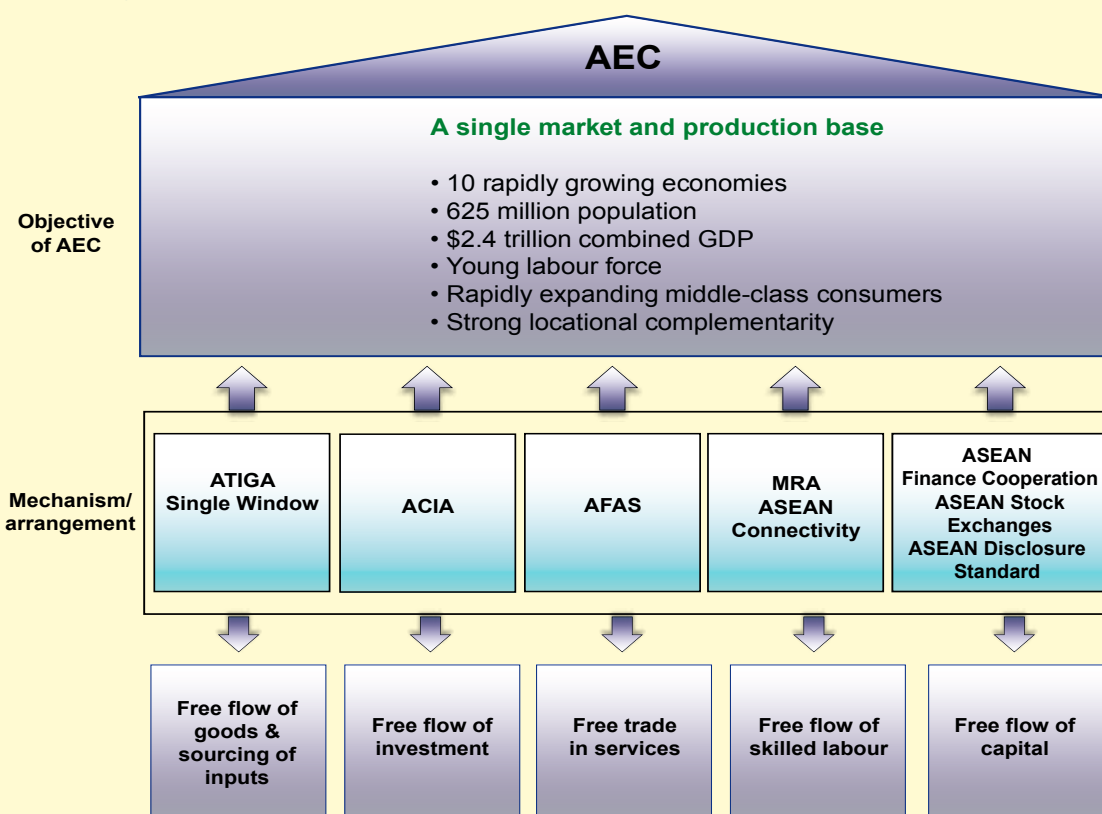 AEC
A single market and production base
• 10 rapidly growing economies
• 625 million population
• $2.4 trillion combined GDP
• Young labour force
• Rapidly expanding middle-class consumers
• Strong locational complementarity
Objective
of AEC
Mechanism/
arrangement
ATIGA
Single Window
ACIA
AFAS
MRA
ASEAN
Connectivity
ASEAN
Finance Cooperation
ASEAN Stock
Exchanges
ASEAN Disclosure
Standard
Free flow of
goods &
sourcing of
inputs
Free flow of
investment
Free trade
in services
Free flow of
skilled labour
Free flow of
capital